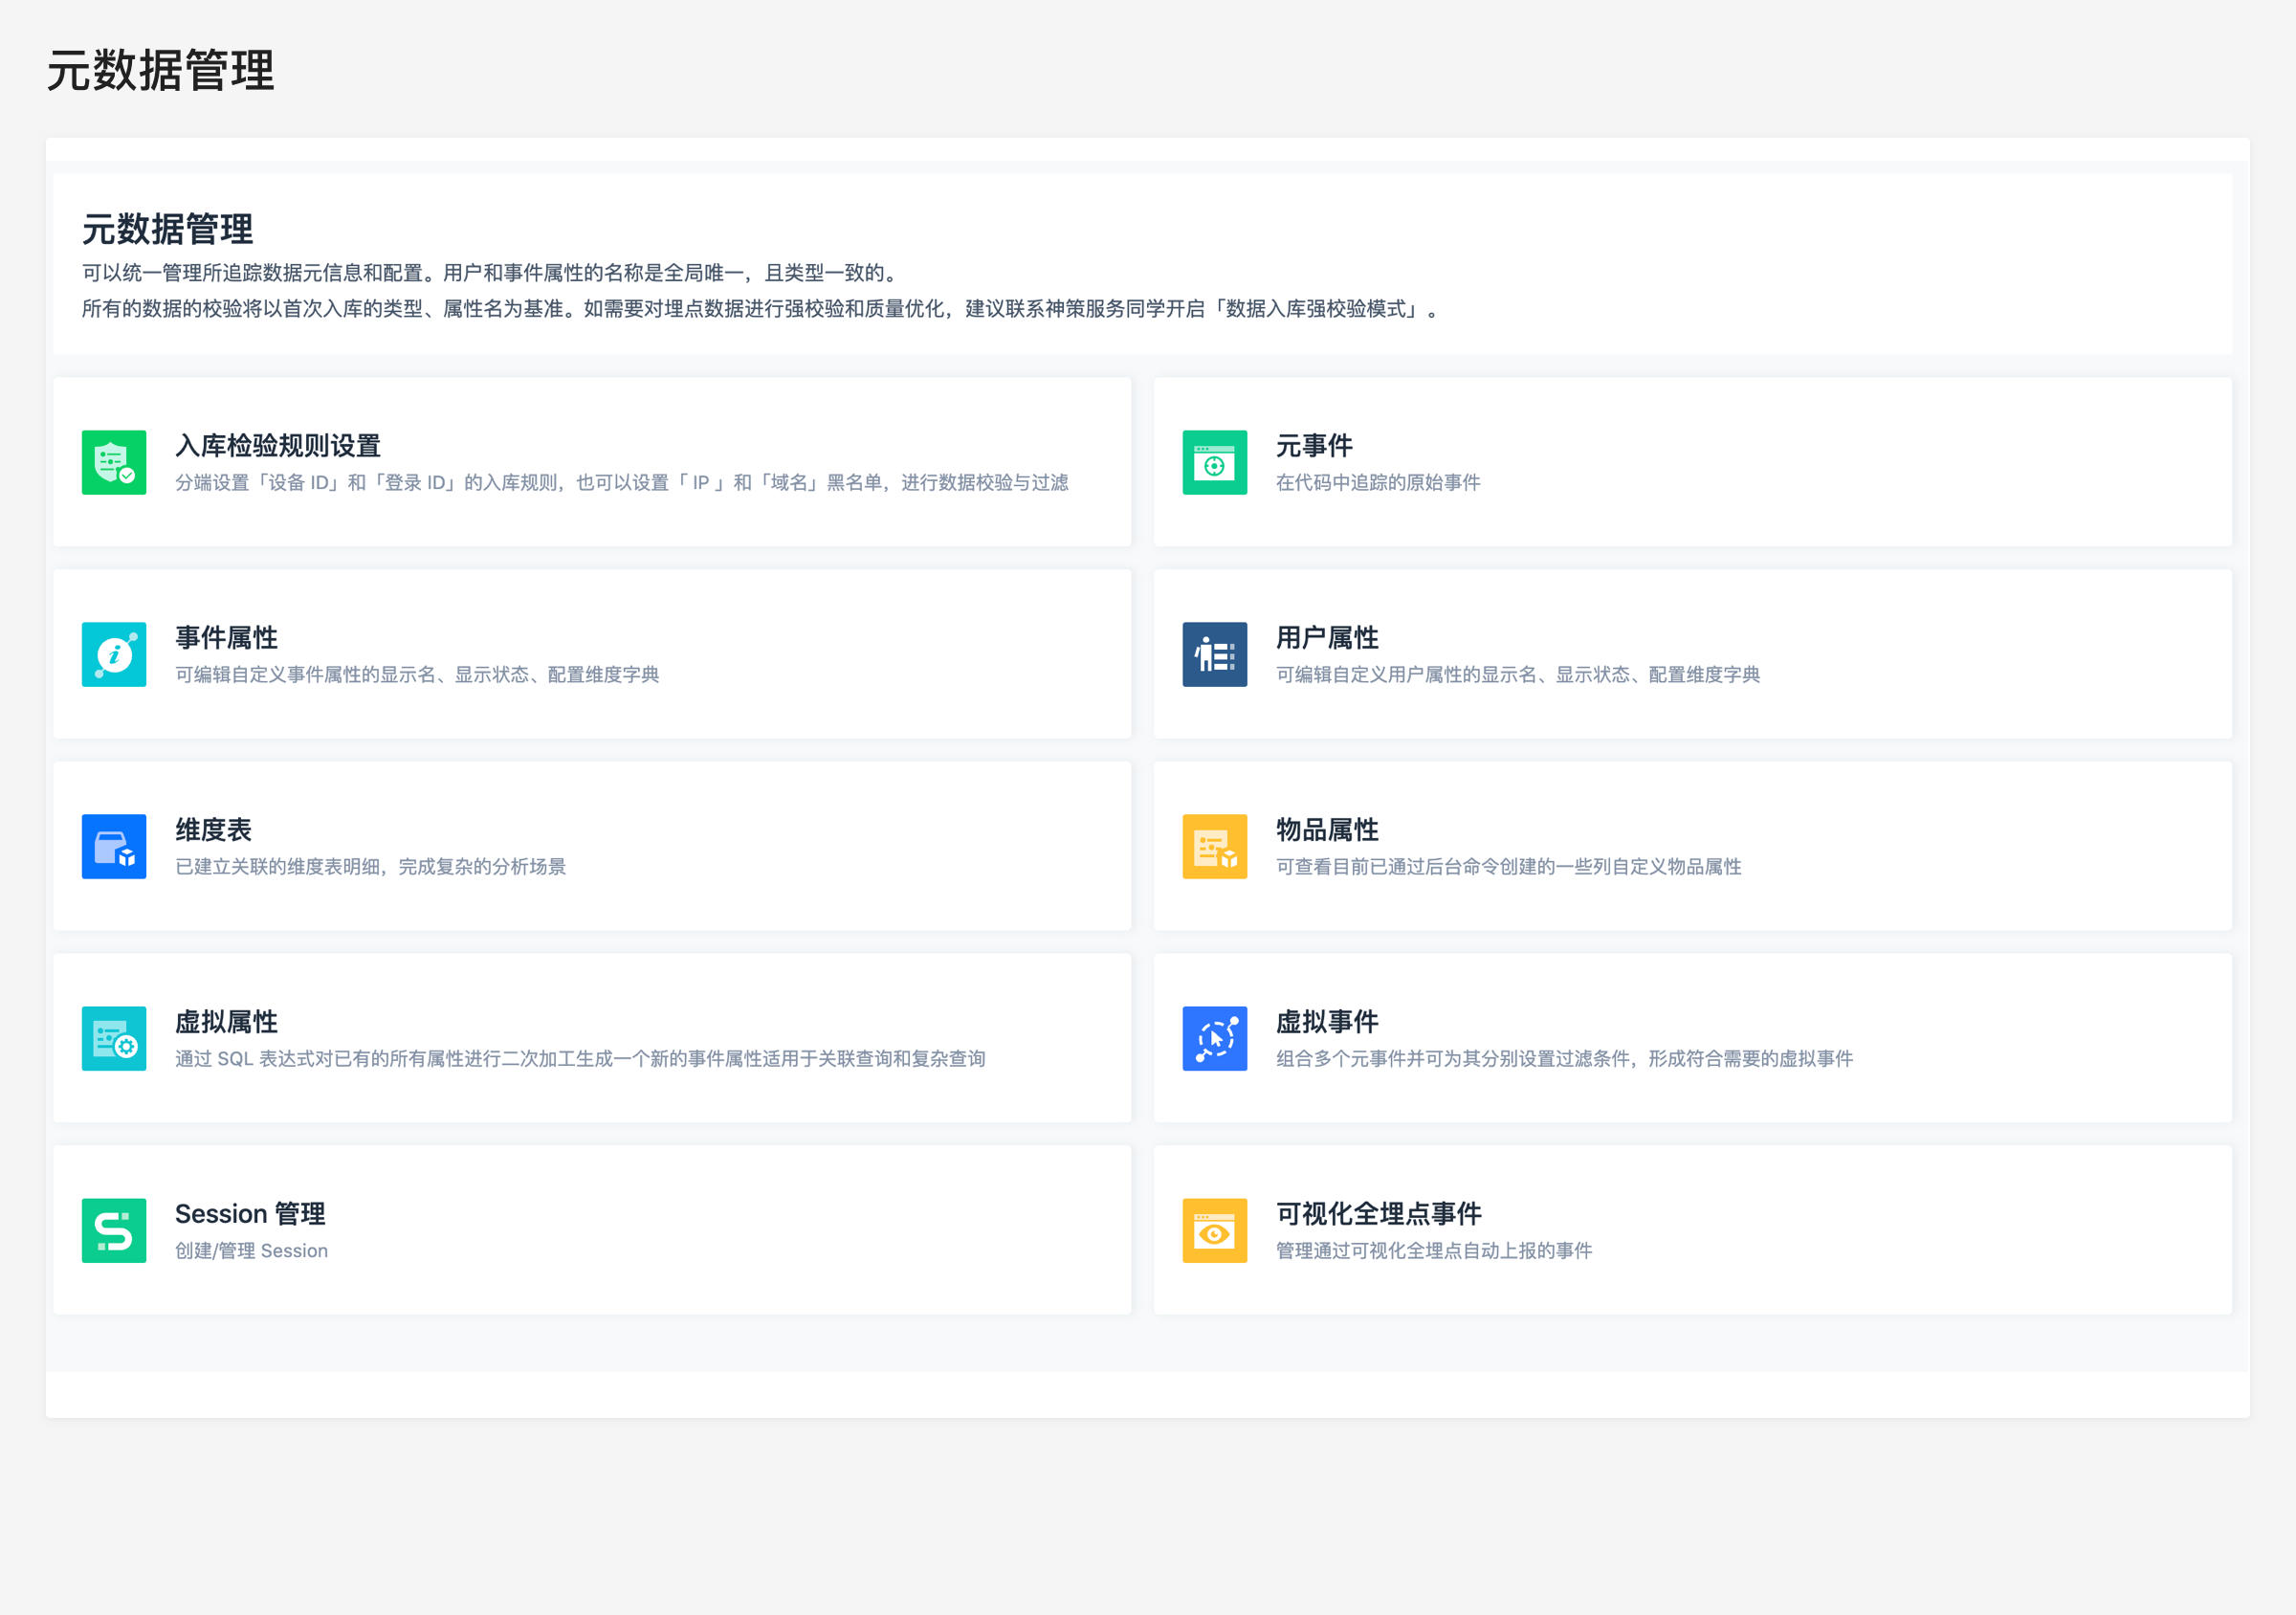 元数据管理
元数据管理
可以统一管理所追踪数据元信息和配置。用户和事件属性的名称是全局唯一，且类型一致的。
所有的数据的校验将以首次入库的类型、属性名为基准。如需要对埋点数据进行强校验和质量优化，建议联系神策服务同学开启「数据入库强校验模式」。
入库检验规则设置
分端设置「设备 ID」和「登录 ID」的入库规则，也可以设置「 IP 」和「域名」黑名单，进行数据校验与过滤
元事件
在代码中追踪的原始事件
事件属性
可编辑自定义事件属性的显示名、显示状态、配置维度字典
用户属性
可编辑自定义用户属性的显示名、显示状态、配置维度字典
维度表
已建立关联的维度表明细，完成复杂的分析场景
物品属性
可查看目前已通过后台命令创建的一些列自定义物品属性
虚拟属性
通过 SQL 表达式对已有的所有属性进行二次加工生成一个新的事件属性适用于关联查询和复杂查询
虚拟事件
组合多个元事件并可为其分别设置过滤条件，形成符合需要的虚拟事件
Session 管理
创建/管理 Session
可视化全埋点事件
管理通过可视化全埋点自动上报的事件